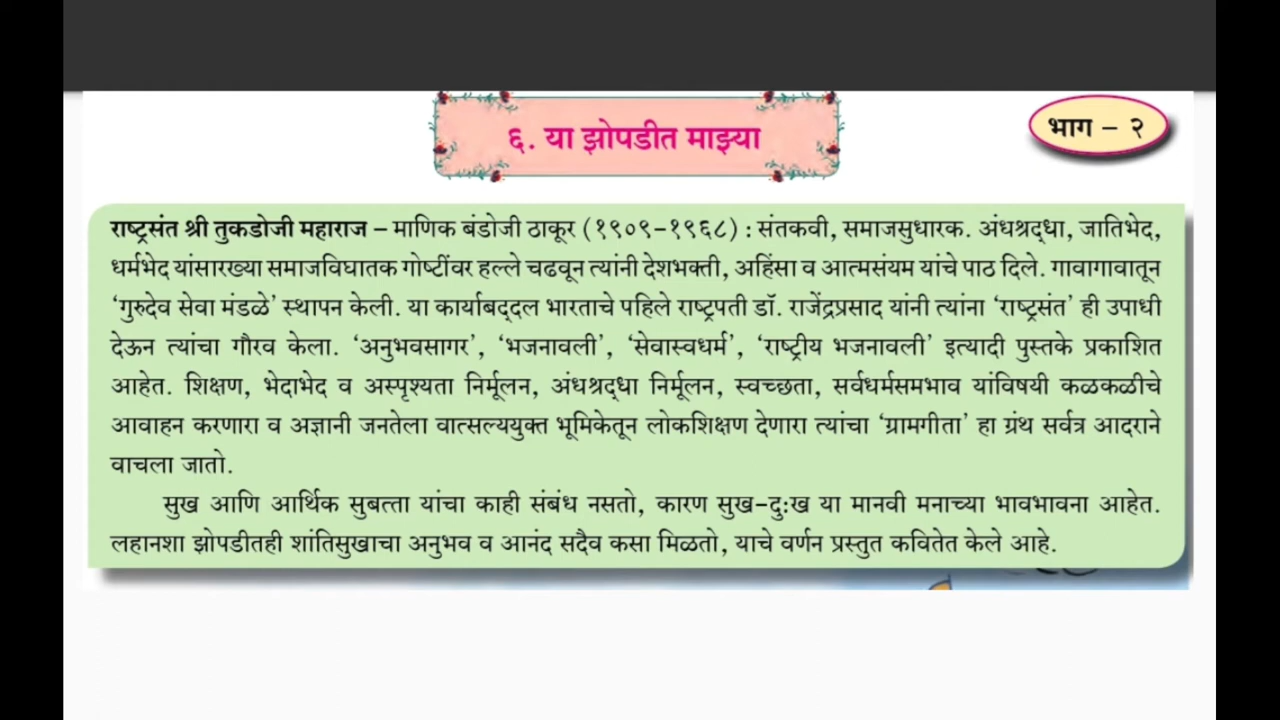 ६. या झोपडीत माझ्या
भाग – २
राष्ट्रसंत श्री तुकडोजी महाराज – माणिक बंडोजी ठाकूर (१९०९-१९६८) : संतकवी, समाजसुधारक. अंधश्रद्धा, जातिभेद,
धर्मभेद यांसारख्या समाजविघातक गोष्टींवर हल्ले चढवून त्यांनी देशभक्ती, अहिंसा व आत्मसंयम यांचे पाठ दिले. गावागावातून
‘गुरुदेव सेवा मंडळे’ स्थापन केली. या कार्याबद्दल भारताचे पहिले राष्ट्रपती डॉ. राजेंद्रप्रसाद यांनी त्यांना ‘राष्ट्रसंत’ ही उपाधी
देऊन त्यांचा गौरव केला. ‘अनुभवसागर’, ‘भजनावली’, ‘सेवास्वधर्म’, ‘राष्ट्रीय भजनावली’ इत्यादी पुस्तके प्रकाशित
आहेत. शिक्षण, भेदाभेद व अस्पृश्यता निर्मूलन, अंधश्रद्धा निर्मूलन, स्वच्छता, सर्वधर्मसमभाव यांविषयी कळकळीचे
आवाहन करणारा व अज्ञानी जनतेला वात्सल्ययुक्त भूमिकेतून लोकशिक्षण देणारा त्यांचा ‘ग्रामगीता’ हा ग्रंथ सर्वत्र आदराने
वाचला जातो.
सुख आणि आर्थिक सुबत्ता यांचा काही संबंध नसतो, कारण सुख-दु:ख या मानवी मनाच्या भावभावना आहेत.
लहानशा झोपडीतही शांतिसुखाचा अनुभव व आनंद सदैव कसा मिळतो, याचे वर्णन प्रस्तुत कवितेत केले आहे.